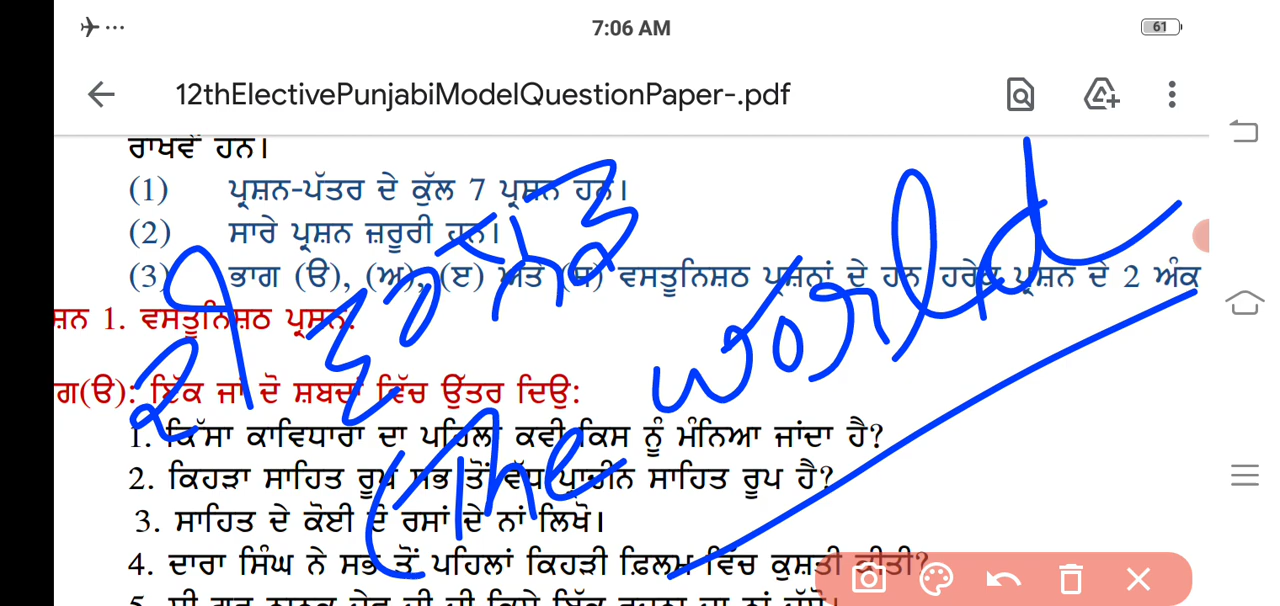 7:06 AM
61
12thElectivePunjabiModelQuestionPaper-.pdf
ਰਾਖਵੇਂ ਹਨ।
(1) ਪ੍ਰਸ਼ਨ-ਪੱਤਰ ਦੇ ਕੁੱਲ 7 ਪ੍ਰਸ਼ਨ ਹਨ।
(2) ਸਾਰੇ ਪ੍ਰਸ਼ਨ ਜ਼ਰੂਰੀ ਹਨ।
(3) ਭਾਗ (ੳ), (ਅ), (ੲ) ਅਤੇ (ਸ) ਵਸਤੂਨਿਸ਼ਠ ਪ੍ਰਸ਼ਨਾਂ ਦੇ ਹਨ ਹਰੇਕ ਪ੍ਰਸ਼ਨ ਦੇ 2 ਅੰਕ
ਸ਼ਨ 1. ਵਸਤੂਨਿਸ਼ਠ ਪ੍ਰਸ਼ਨ:
ਗ(ੳ): ਇੱਕ ਜਾਂ ਦੋ ਸ਼ਬਦਾਂ ਵਿੱਚ ਉੱਤਰ ਦਿਉ:
1. ਕਿੱਸਾ ਕਾਵਿਧਾਰਾ ਦਾ ਪਹਿਲਾ ਕਵੀ ਕਿਸ ਨੂੰ ਮੰਨਿਆ ਜਾਂਦਾ ਹੈ?
2. ਕਿਹੜਾ ਸਾਹਿਤ ਰੂਪ ਸਭ ਤੋਂ ਵੱਧ ਪ੍ਰਾਚੀਨ ਸਾਹਿਤ ਰੂਪ ਹੈ?
3. ਸਾਹਿਤ ਦੇ ਕੋਈ ਦੋ ਰਸਾਂ ਦੇ ਨਾਂ ਲਿਖੋ।
4. ਦਾਰਾ ਸਿੰਘ ਨੇ ਸਭ ਤੋਂ ਪਹਿਲਾਂ ਕਿਹੜੀ ਫ਼ਿਲਮ ਵਿੱਚ ਕੁਸ਼ਤੀ ਕੀਤੀ?
the
world